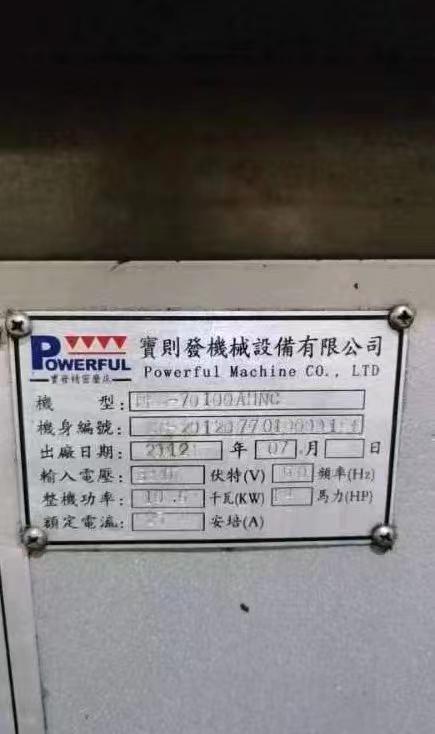 POWERFUL
寶發精密磨床
寶則發機械設備有限公司
Powerful Machine CO., LTD
機 型: -70100AHNC
機身編號:
出廠日期: 2012 年 07 月 日
輸入電壓: 伏特(V) 頻率(Hz)
整機功率: 千瓦(KW) 馬力(HP)
額定電流: 安培(A)